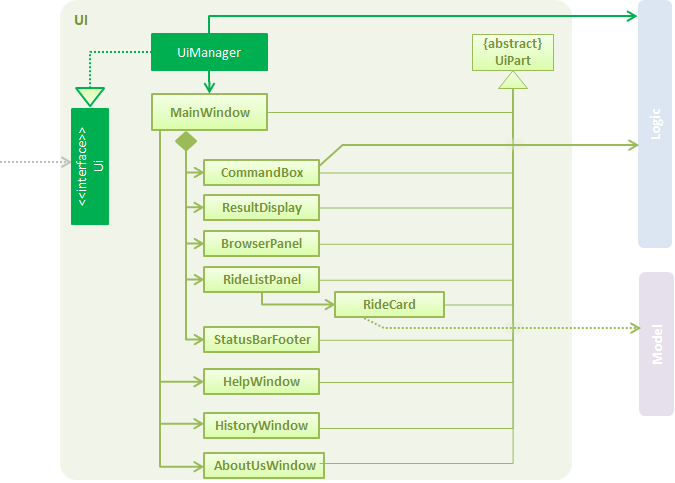 UI
UiManager
{abstract}
UiPart
MainWindow
<<interface>>
Ui
Logic
CommandBox
ResultDisplay
BrowserPanel
RideListPanel
RideCard
StatusBarFooter
Model
HelpWindow
HistoryWindow
AboutUsWindow